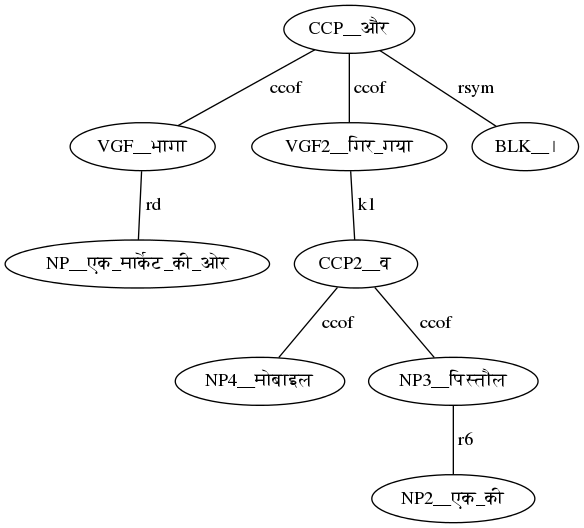 CCP__और
ccof ccof rsym
VGF__भागा VGF2__गिर_गया BLK__।
rd k1
NP__एक_मार्केट_की_ओर CCP2__व
ccof ccof
NP4__मोबाइल NP3__पिस्तौल
r6
NP2__एक_की